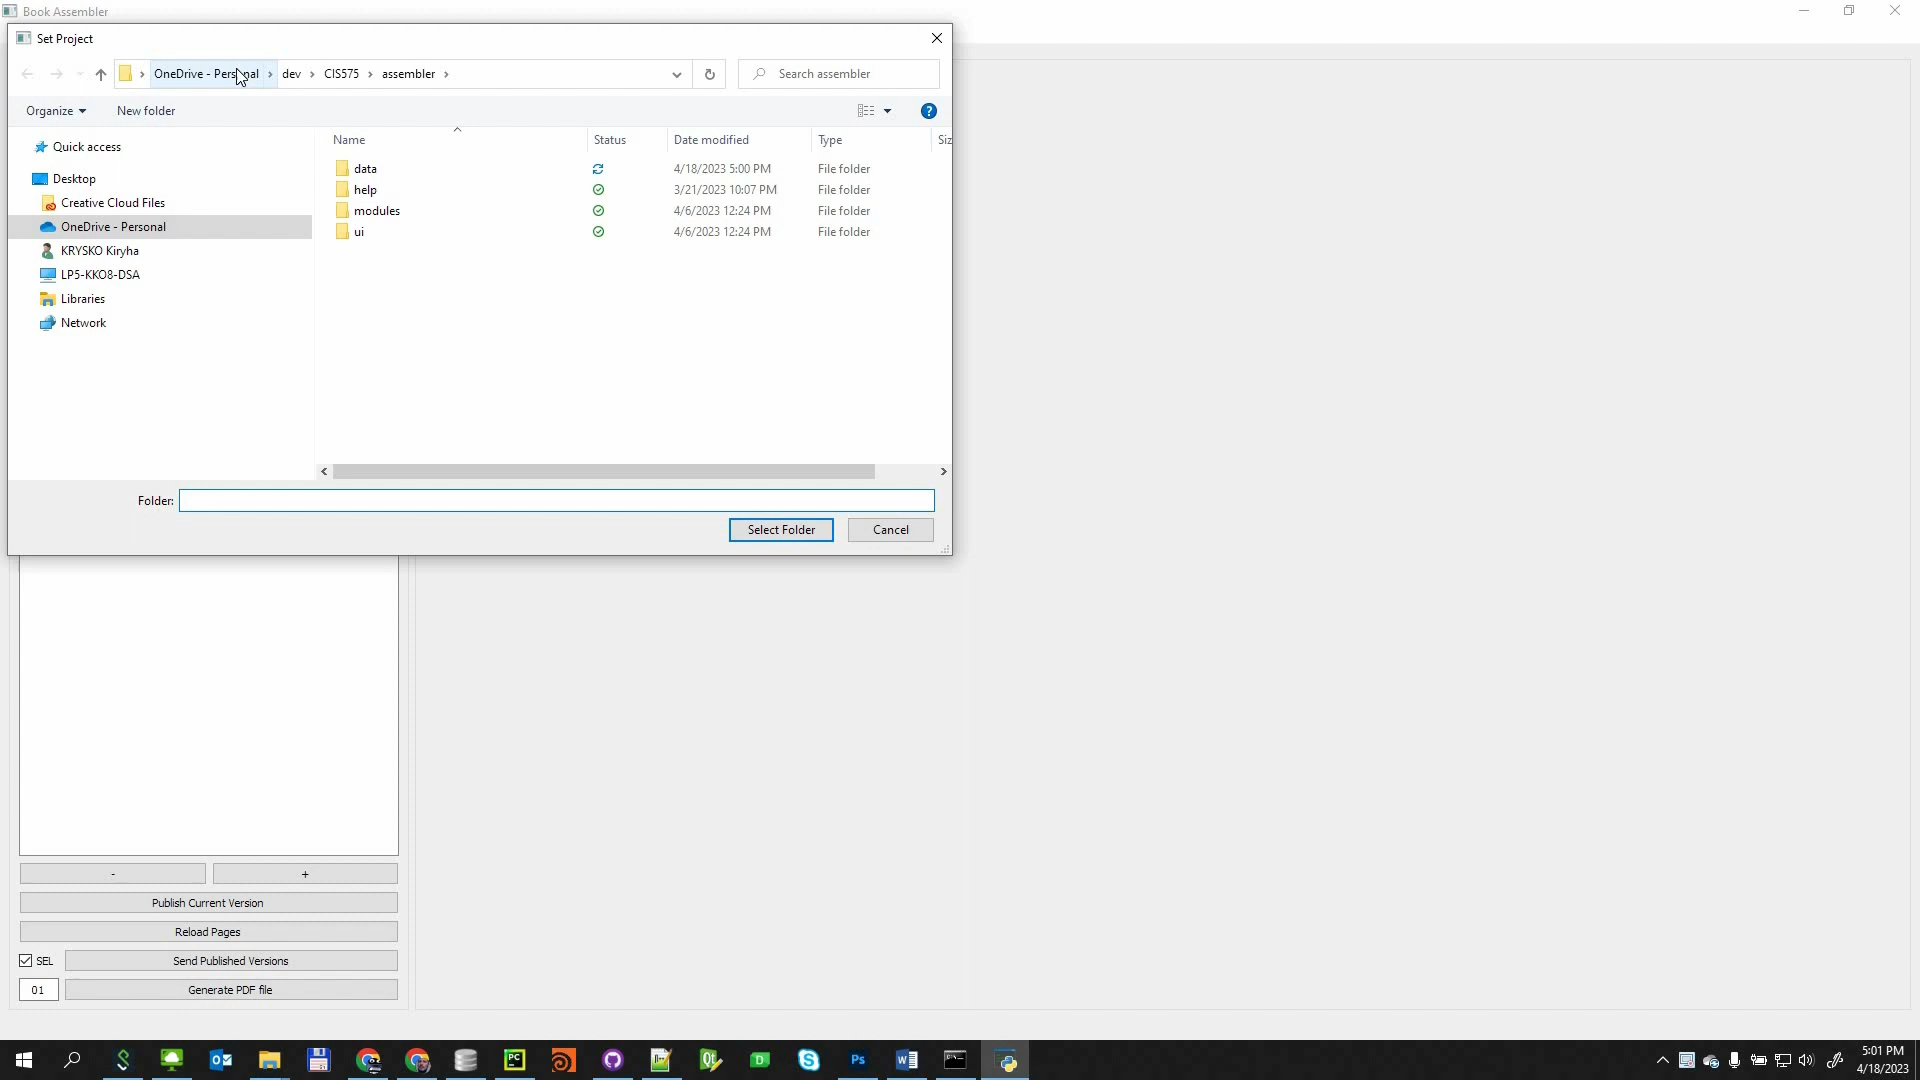 Book Assembler
Set Project
OneDrive - Personal dev CIS575 assembler
Search assembler
Organize New folder
Name Status Date modified Type Siz
Quick access
Desktop
Creative Cloud Files
OneDrive - Personal
KRYSKO Kiryha
LP5-KKO8-DSA
Libraries
Network
data 4/18/2023 5:00 PM File folder
help 3/21/2023 10:07 PM File folder
modules 4/6/2023 12:24 PM File folder
ui 4/6/2023 12:24 PM File folder
Folder:
Select Folder Cancel
- +
Publish Current Version
Reload Pages
SEL Send Published Versions
01 Generate PDF file
5:01 PM
4/18/2023